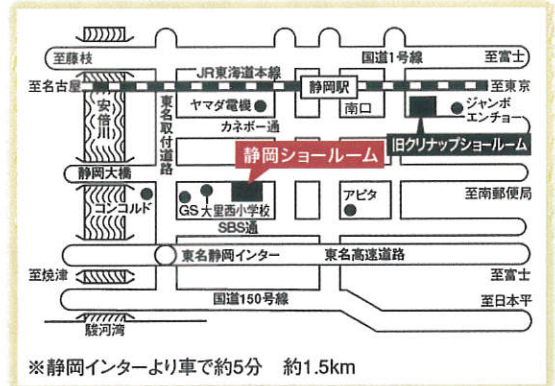 至藤枝
国道1号線
至富士
JR東海道本線
至名古屋
静岡駅
至東京
安倍川
東名取付道路
ヤマダ電機
南口
ジャンボ
エンチョー
カネボー通
旧クリナップショールーム
静岡ショールーム
静岡大橋
至南郵便局
コンコルド
GS
大里西小学校
アピタ
SBS通
東名静岡インター
東名高速道路
至焼津
至富士
国道150号線
至日本平
駿河湾
※静岡インターより車で約5分 約1.5km